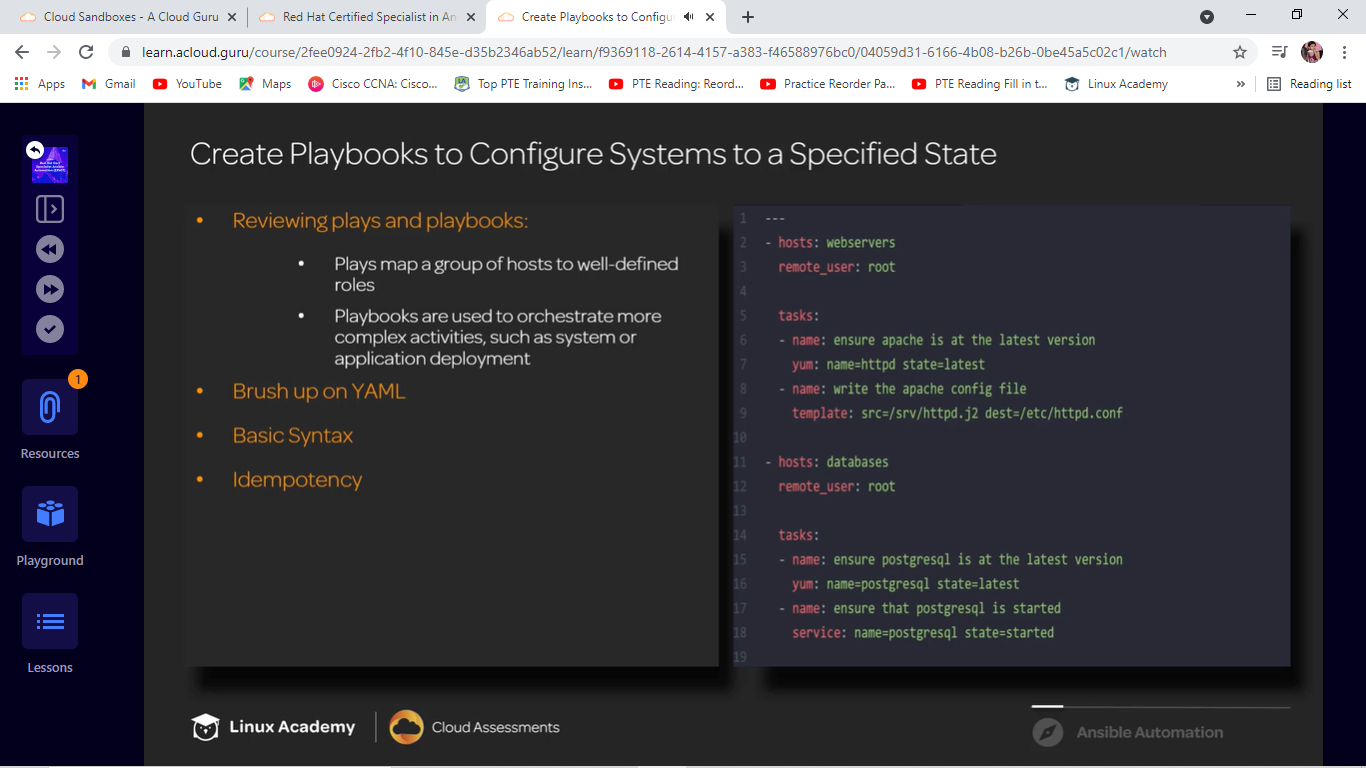 Cloud Sandboxes - A Cloud Guru
Red Hat Certified Specialist in An
Create Playbooks to Configu
learn.acloud.guru/course/2fee0924-2fb2-4f10-845e-d35b2346ab52/learn/f9369118-2614-4157-a383-f46588976bc0/04059d31-6166-4b08-b26b-0be45a5c02c1/watch
Apps Gmail YouTube Maps Cisco CCNA: Cisco... Top PTE Training Ins... PTE Reading: Reord... Practice Reorder Pa... PTE Reading Fill in t... Linux Academy » Reading list
1
Resources
Playground
Lessons
Create Playbooks to Configure Systems to a Specified State
• Reviewing plays and playbooks:
• Plays map a group of hosts to well-defined
roles
• Playbooks are used to orchestrate more
complex activities, such as system or
application deployment
• Brush up on YAML
• Basic Syntax
• Idempotency
1 ---
2 - hosts: webservers
3 remote_user: root
4
5 tasks:
6 - name: ensure apache is at the latest version
7 yum: name=httpd state=latest
8 - name: write the apache config file
9 template: src=/srv/httpd.j2 dest=/etc/httpd.conf
10
11 - hosts: databases
12 remote_user: root
13
14 tasks:
15 - name: ensure postgresql is at the latest version
16 yum: name=postgresql state=latest
17 - name: ensure that postgresql is started
18 service: name=postgresql state=started
19
Linux Academy
Cloud Assessments
Ansible Automation